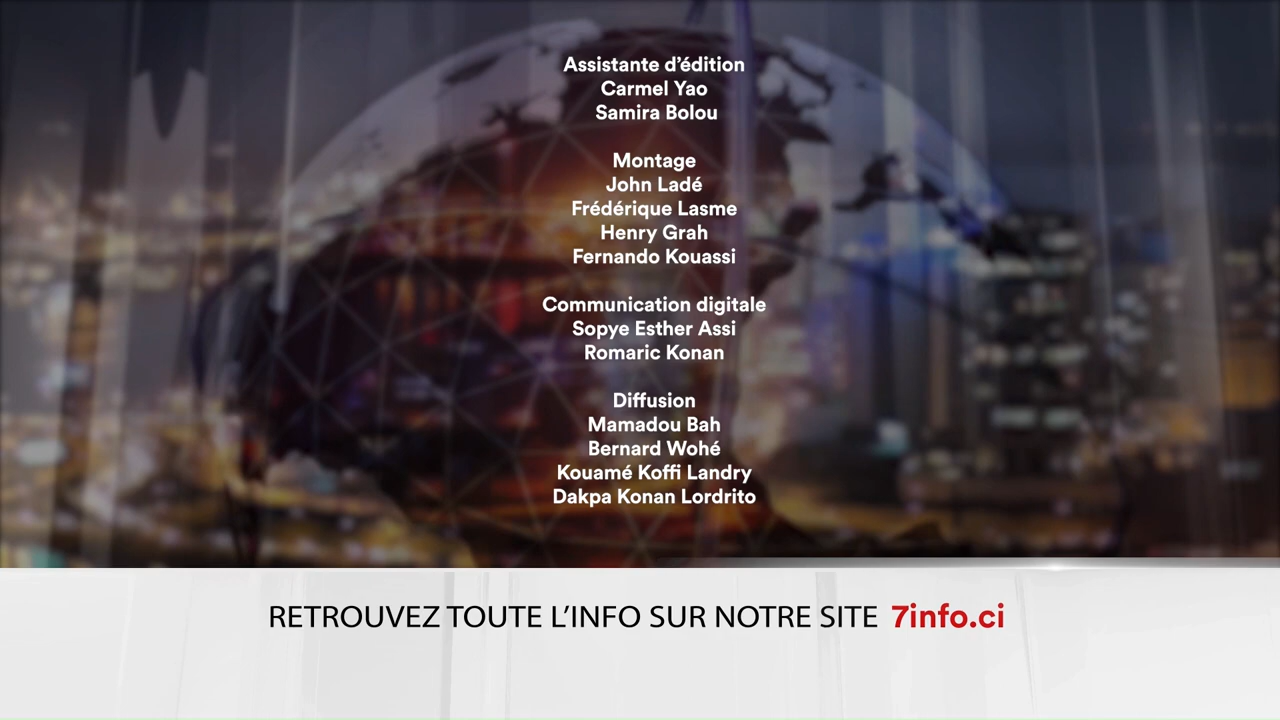 Assistante d’édition
Carmel Yao
Samira Bolou
Montage
John Ladé
Frédérique Lasme
Henry Grah
Fernando Kouassi
Communication digitale
Sopye Esther Assi
Romaric Konan
Diffusion
Mamadou Bah
Bernard Wohé
Kouamé Koffi Landry
Dakpa Konan Lordrito
RETROUVEZ TOUTE L’INFO SUR NOTRE SITE 7info.ci